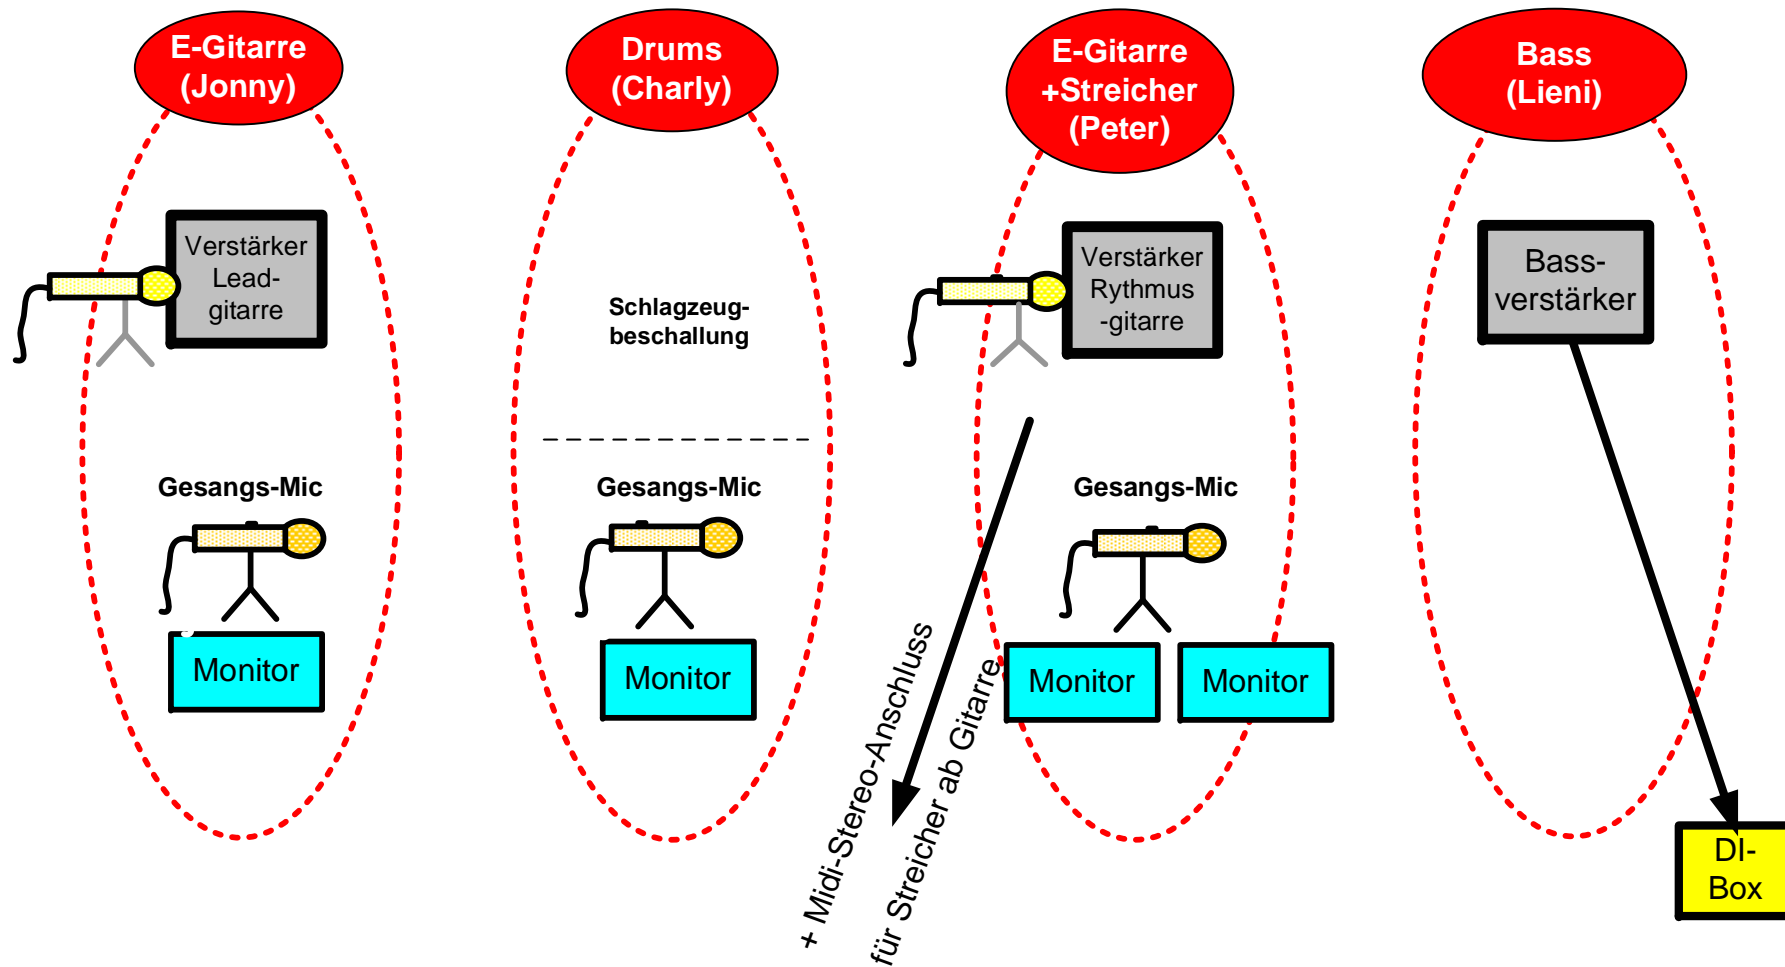 E-Gitarre
(Jonny)
Verstärker
Lead-
gitarre
Gesangs-Mic
Monitor
Drums
(Charly)
Schlagzeug-
beschallung
Gesangs-Mic
Monitor
E-Gitarre
+Streicher
(Peter)
Verstärker
Rythmus
-gitarre
Gesangs-Mic
Monitor
Monitor
+ Midi-Stereo-Anschluss
für Streicher ab Gitarre
Bass
(Lieni)
Bass-
verstärker
DI-
Box